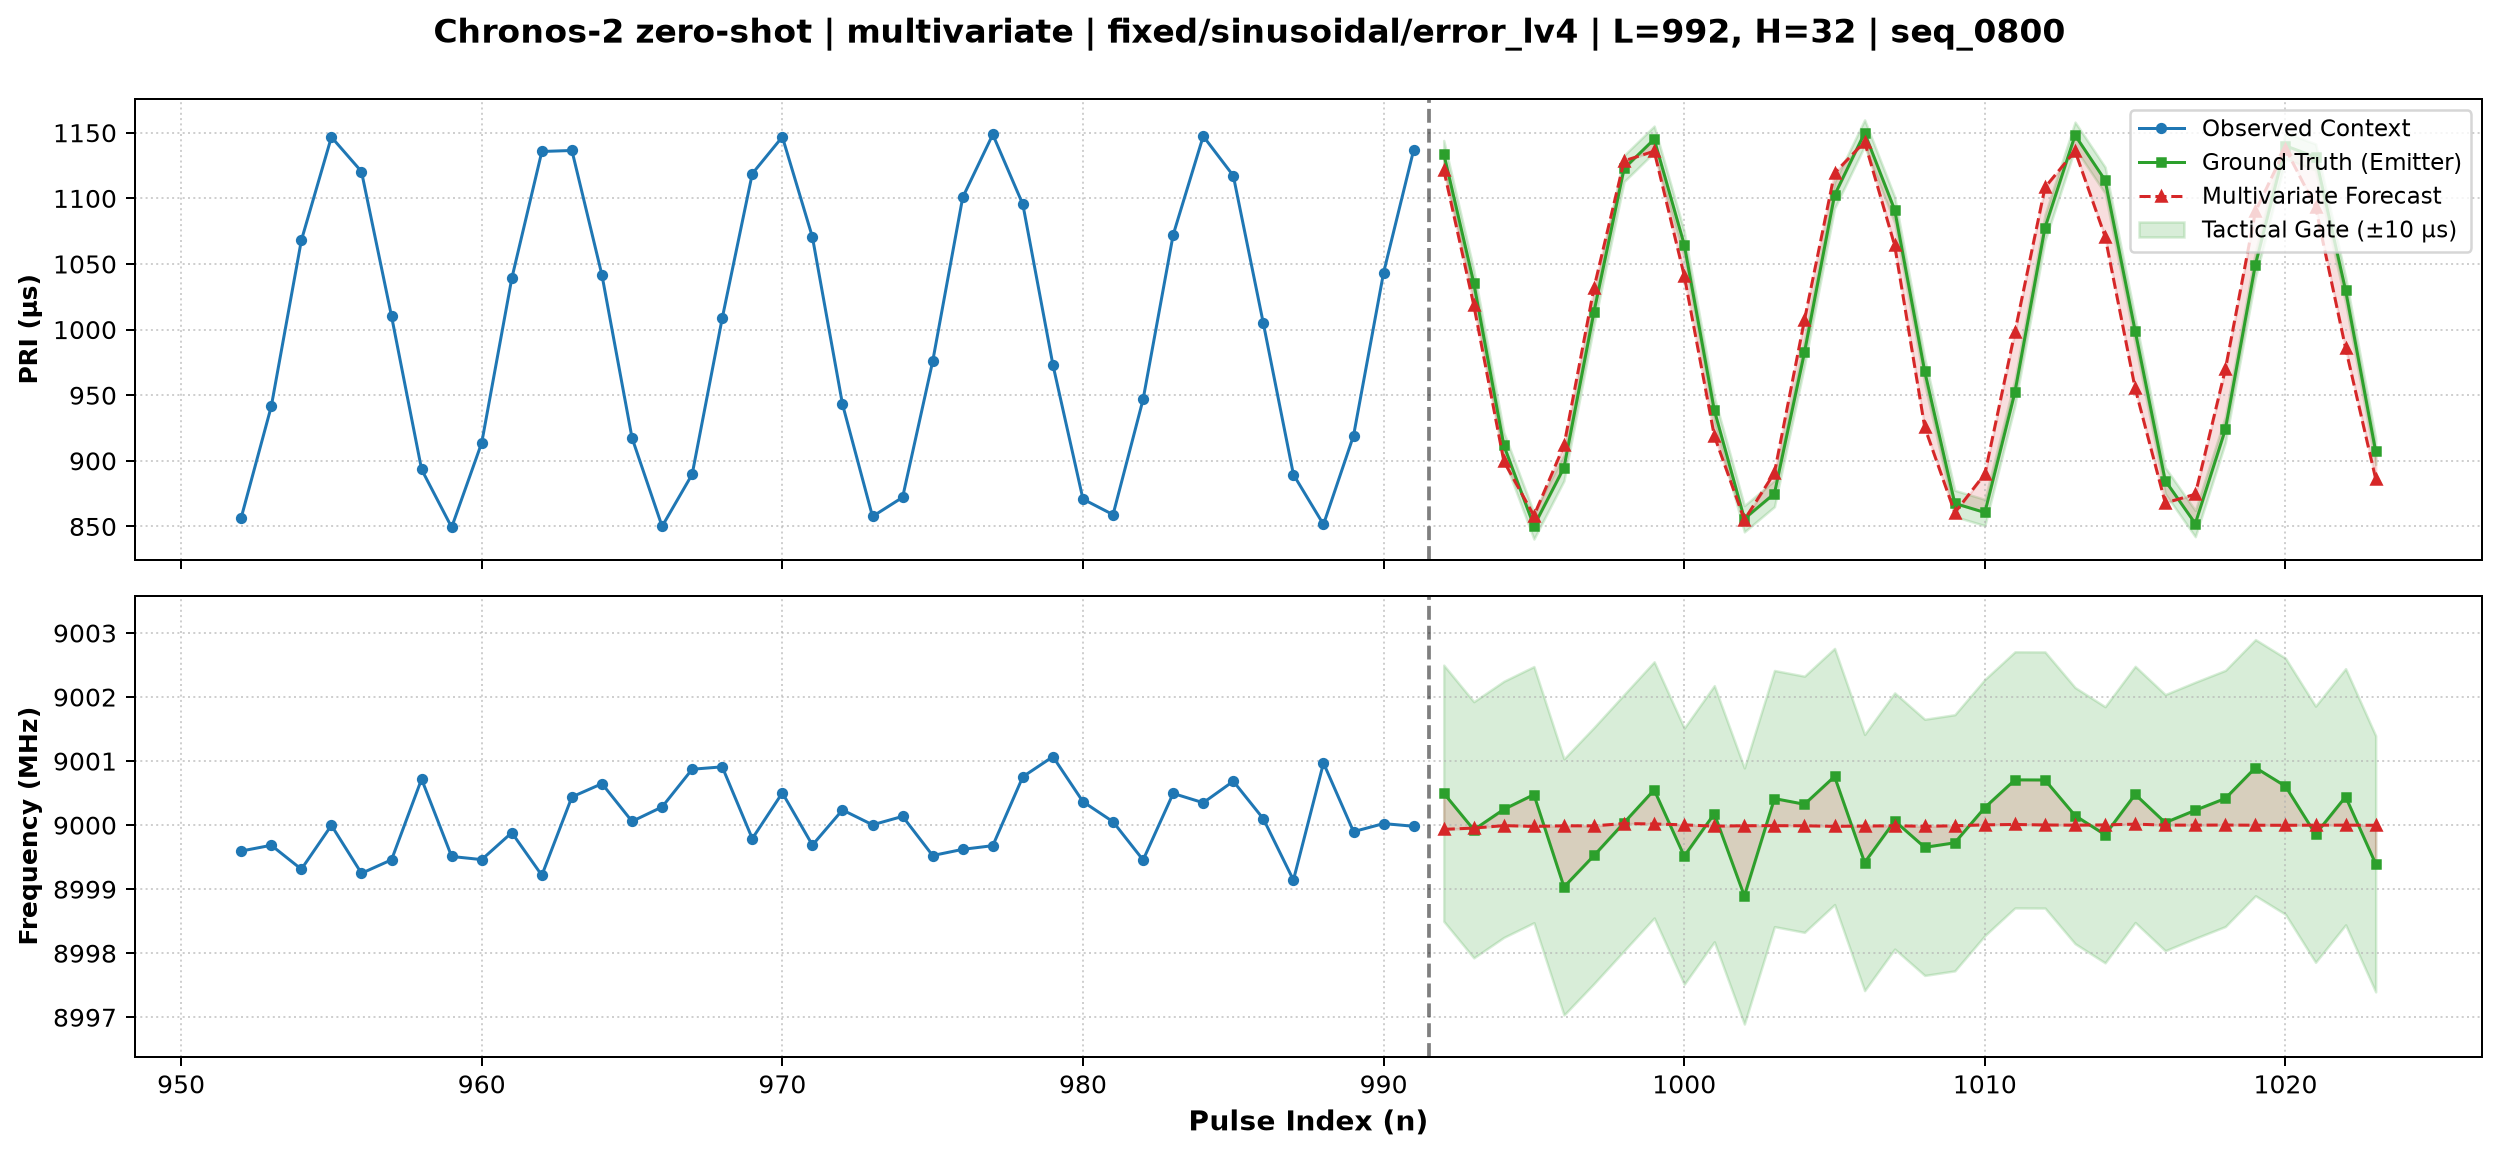 Chronos-2 zero-shot | multivariate | fixed/sinusoidal/error_lv4 | L=992, H=32 | seq_0800
PRI (µs)
1150
1100
1050
1000
950
900
850
Observed Context
Ground Truth (Emitter)
Multivariate Forecast
Tactical Gate (±10 µs)
Frequency (MHz)
9003
9002
9001
9000
8999
8998
8997
950 960 970 980 990 1000 1010 1020
Pulse Index (n)